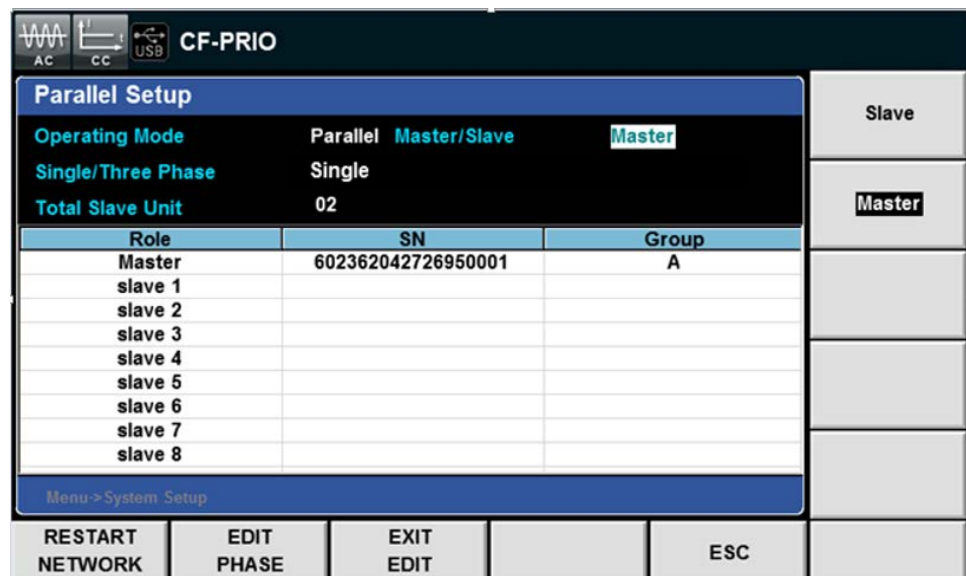 AC CC USB CF-PRIO
Parallel Setup
Operating Mode Parallel Master/Slave Master
Single/Three Phase Single
Total Slave Unit 02
Role SN Group
Master 602362042726950001 A
slave 1
slave 2
slave 3
slave 4
slave 5
slave 6
slave 7
slave 8
Menu->System Setup
Slave
Master
RESTART NETWORK
EDIT PHASE
EXIT EDIT
ESC